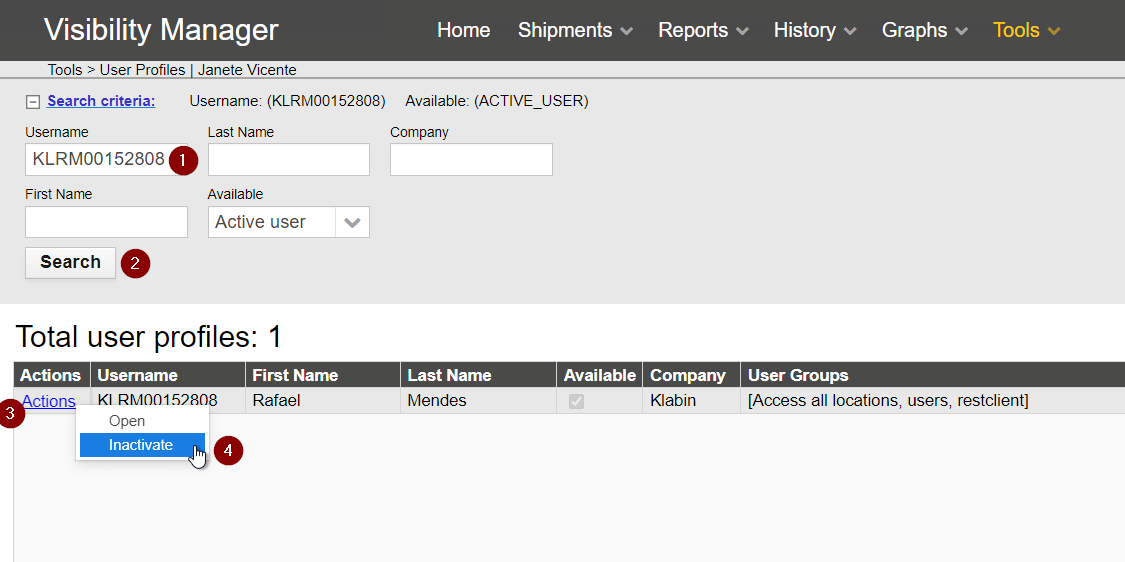 Visibility Manager Home Shipments Reports History Graphs Tools
Tools > User Profiles | Janete Vicente
Search criteria: Username: (KLRM00152808) Available: (ACTIVE_USER)
Username Last Name Company
KLRM00152808 1
First Name Available
Active user
Search 2
Total user profiles: 1
Actions Username First Name Last Name Available Company User Groups
Actions KLRM00152808 Rafael Mendes Klabin [Access all locations, users, restclient]
3
Open
Inactivate 4